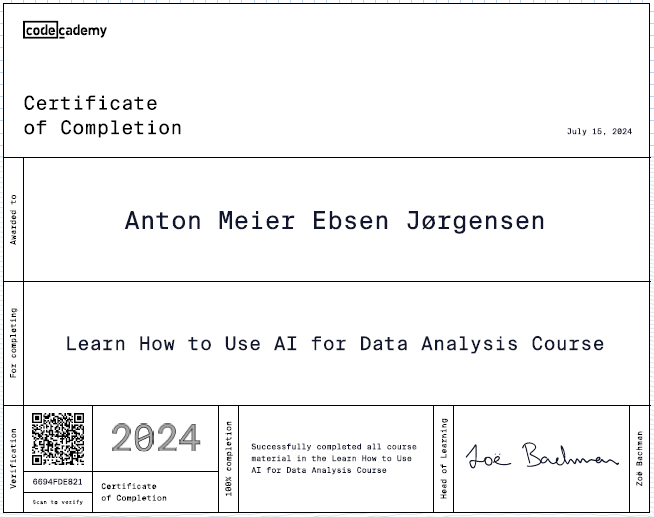 codecademy
Certificate
of Completion
July 15, 2024
Awarded to
Anton Meier Ebsen Jørgensen
For completing
Learn How to Use AI for Data Analysis Course
Verification
6694FDE821
Scan to verify
2024
Certificate
of Completion
100% completion
Successfully completed all course
material in the Learn How to Use
AI for Data Analysis Course
Head of Learning
Zoë Bachman
Zoë Bachman